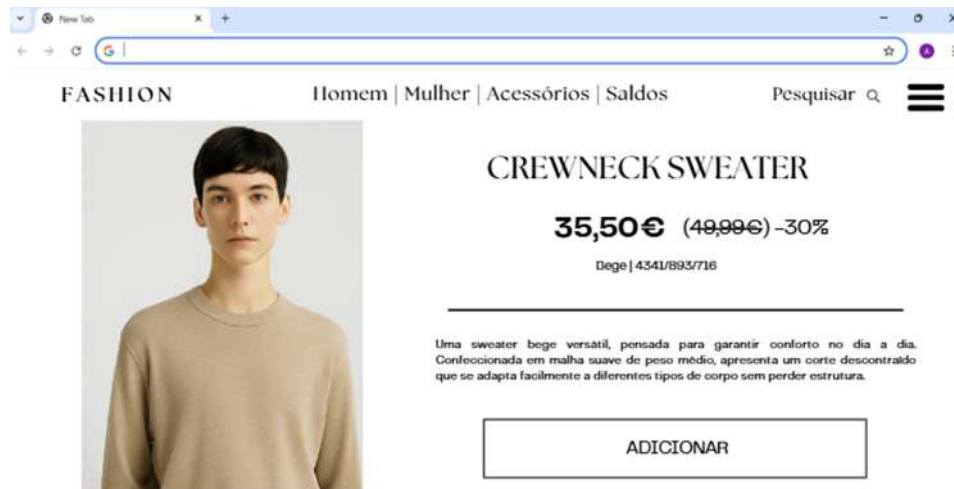 New Tab
FASHION
Homem | Mulher | Acessórios | Saldos
Pesquisar
CREWNECK SWEATER
35,50€ (49,99€) -30%
Bege | 4341/893/716
Uma sweater bege versátil, pensada para garantir conforto no dia a dia.
Confeccionada em malha suave de peso médio, apresenta um corte descontraído
que se adapta facilmente a diferentes tipos de corpo sem perder estrutura.
ADICIONAR